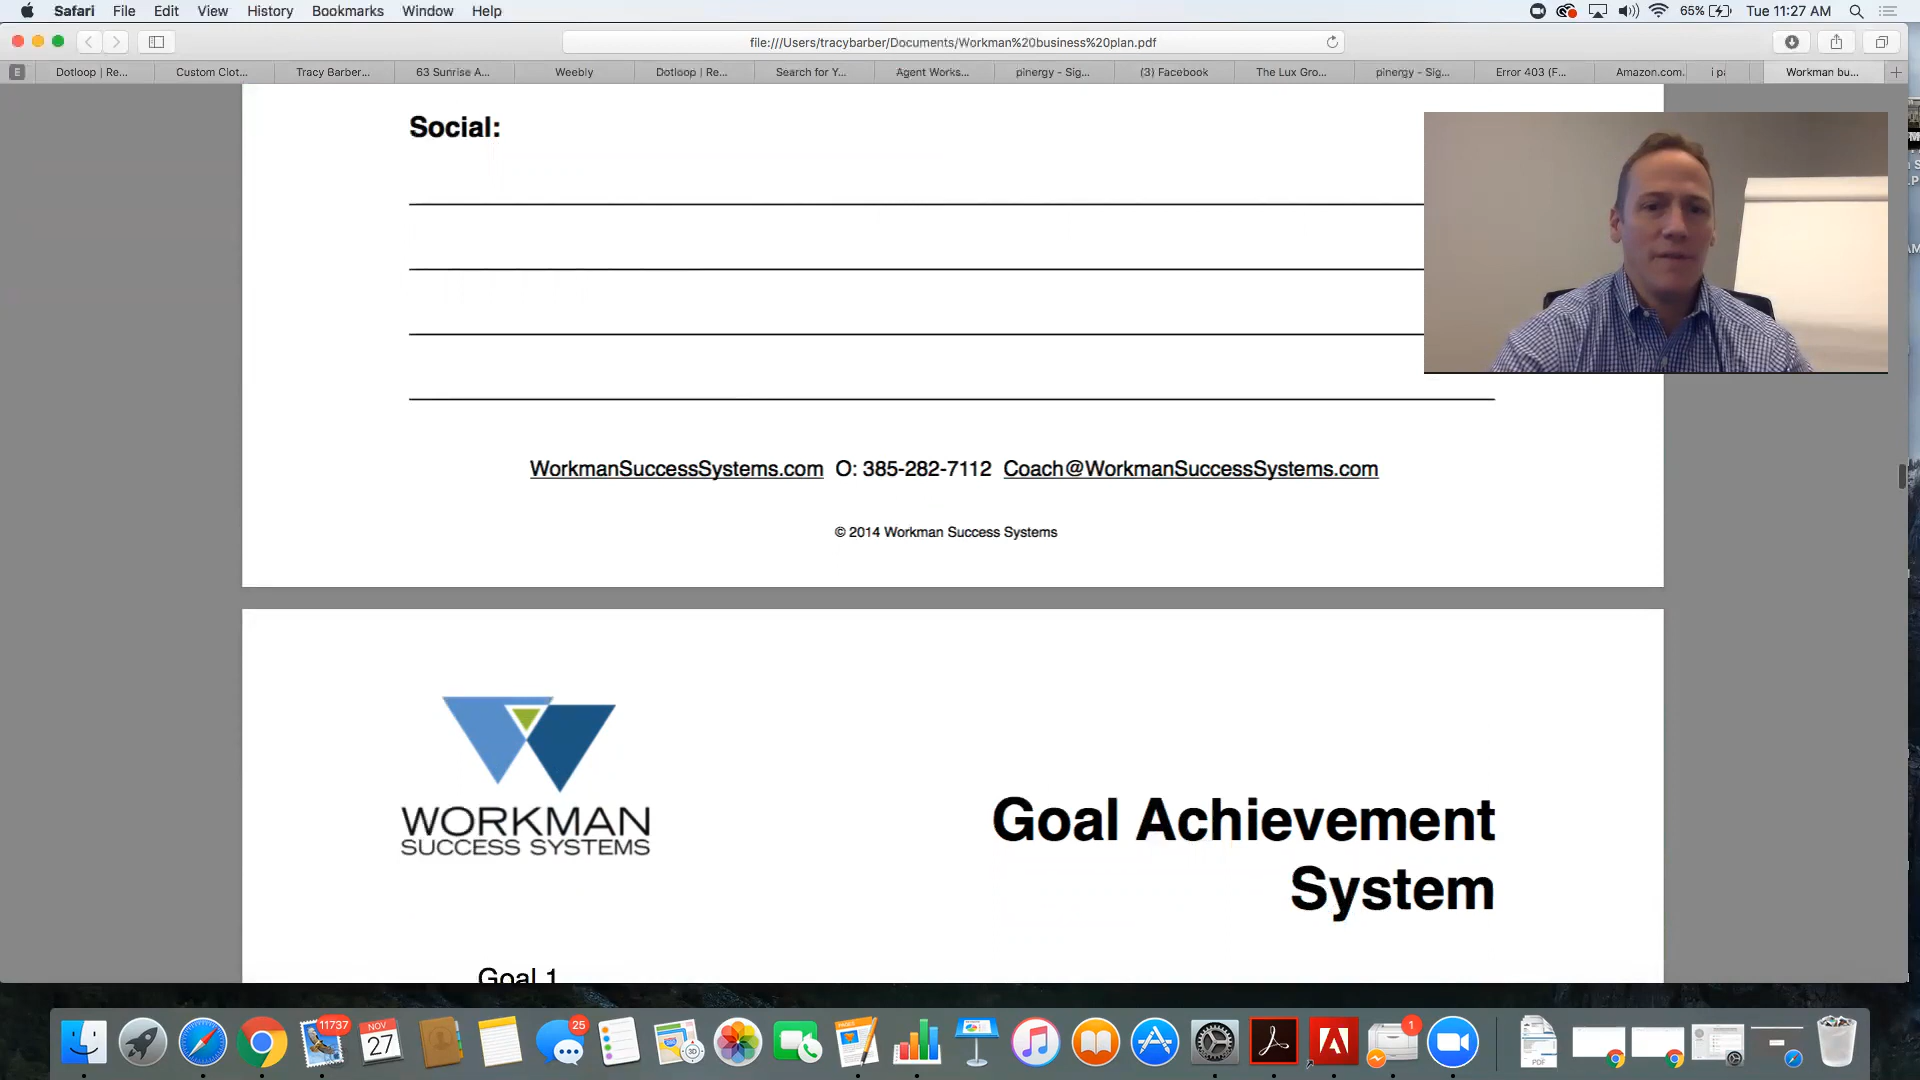 Safari File Edit View History Bookmarks Window Help 65% Tue 11:27 AM
file:///Users/tracybarber/Documents/Workman%20business%20plan.pdf
E Dotloop | Re... Custom Clot... Tracy Barber... 63 Sunrise A... Weebly Dotloop | Re... Search for Y... Agent Works... pinergy - Sig... (3) Facebook The Lux Gro... pinergy - Sig... Error 403 (F... Amazon.com. i pa Workman bu...
Social:
WorkmanSuccessSystems.com O: 385-282-7112 Coach@WorkmanSuccessSystems.com
© 2014 Workman Success Systems
WORKMAN
SUCCESS SYSTEMS
Goal Achievement
System
Goal 1
11737 NOV 27 25 PAGES 3D 1 PDF